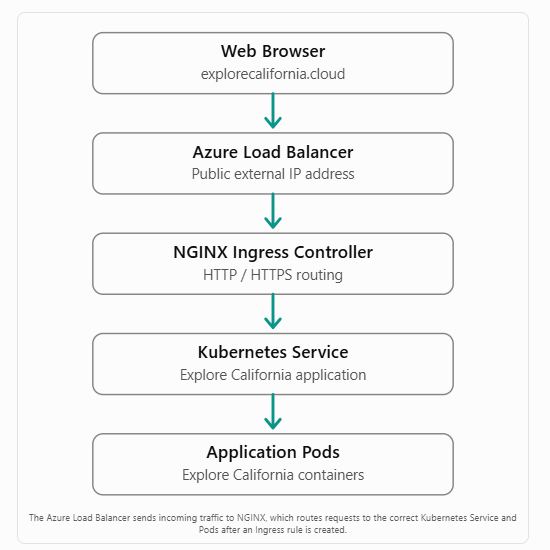 Web Browser
explorecalifornia.cloud
Azure Load Balancer
Public external IP address
NGINX Ingress Controller
HTTP / HTTPS routing
Kubernetes Service
Explore California application
Application Pods
Explore California containers
The Azure Load Balancer sends incoming traffic to NGINX, which routes requests to the correct Kubernetes Service and
Pods after an Ingress rule is created.